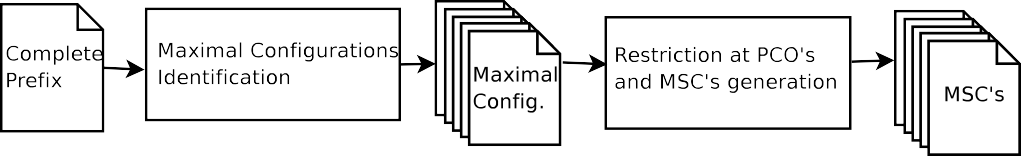 Complete
Prefix
Maximal Configurations
Identification
Maximal
Config.
Restriction at PCO's
and MSC's generation
MSC's